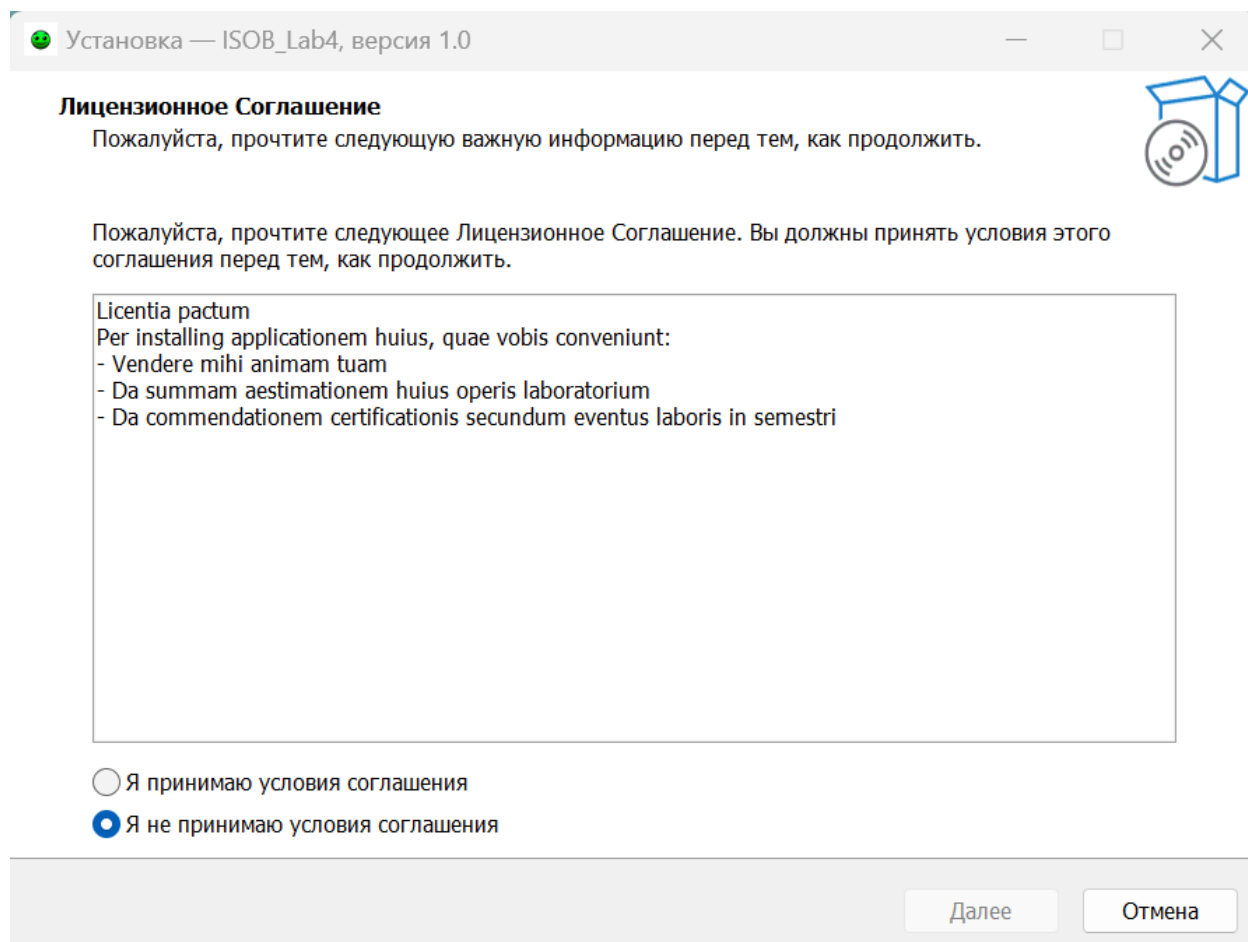 Установка — ISOB_Lab4, версия 1.0
Лицензионное Соглашение
Пожалуйста, прочтите следующую важную информацию перед тем, как продолжить.
Пожалуйста, прочтите следующее Лицензионное Соглашение. Вы должны принять условия этого
соглашения перед тем, как продолжить.
Licentia pactum
Per installing applicationem huius, quae vobis conveniunt:
- Vendere mihi animam tuam
- Da summam aestimationem huius operis laboratorium
- Da commendationem certificationis secundum eventus laboris in semestri
Я принимаю условия соглашения
Я не принимаю условия соглашения
Далее
Отмена